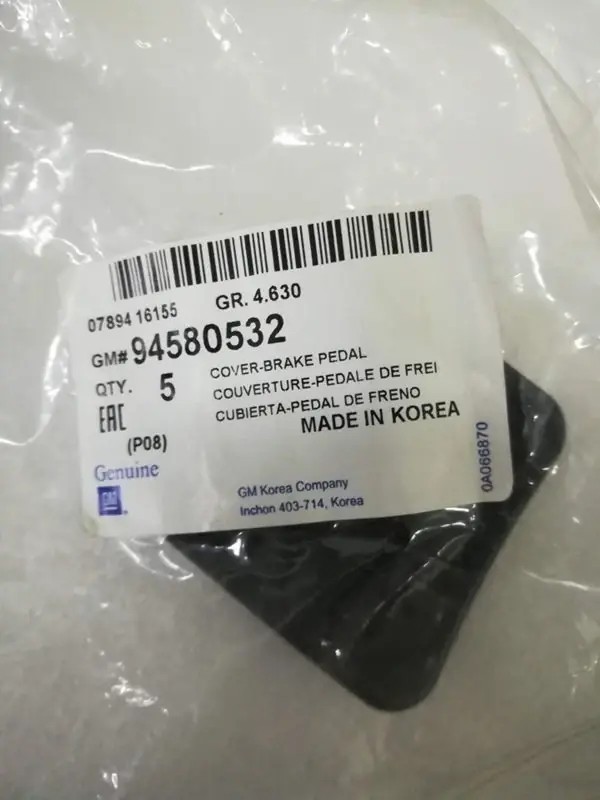 07894 16155 GR. 4.630
GM# 94580532
QTY. 5
COVER-BRAKE PEDAL
COUVERTURE-PEDALE DE FREI
CUBIERTA-PEDAL DE FRENO
MADE IN KOREA
EAC
(P08)
Genuine
GM
GM Korea Company
Inchon 403-714, Korea
0A066870